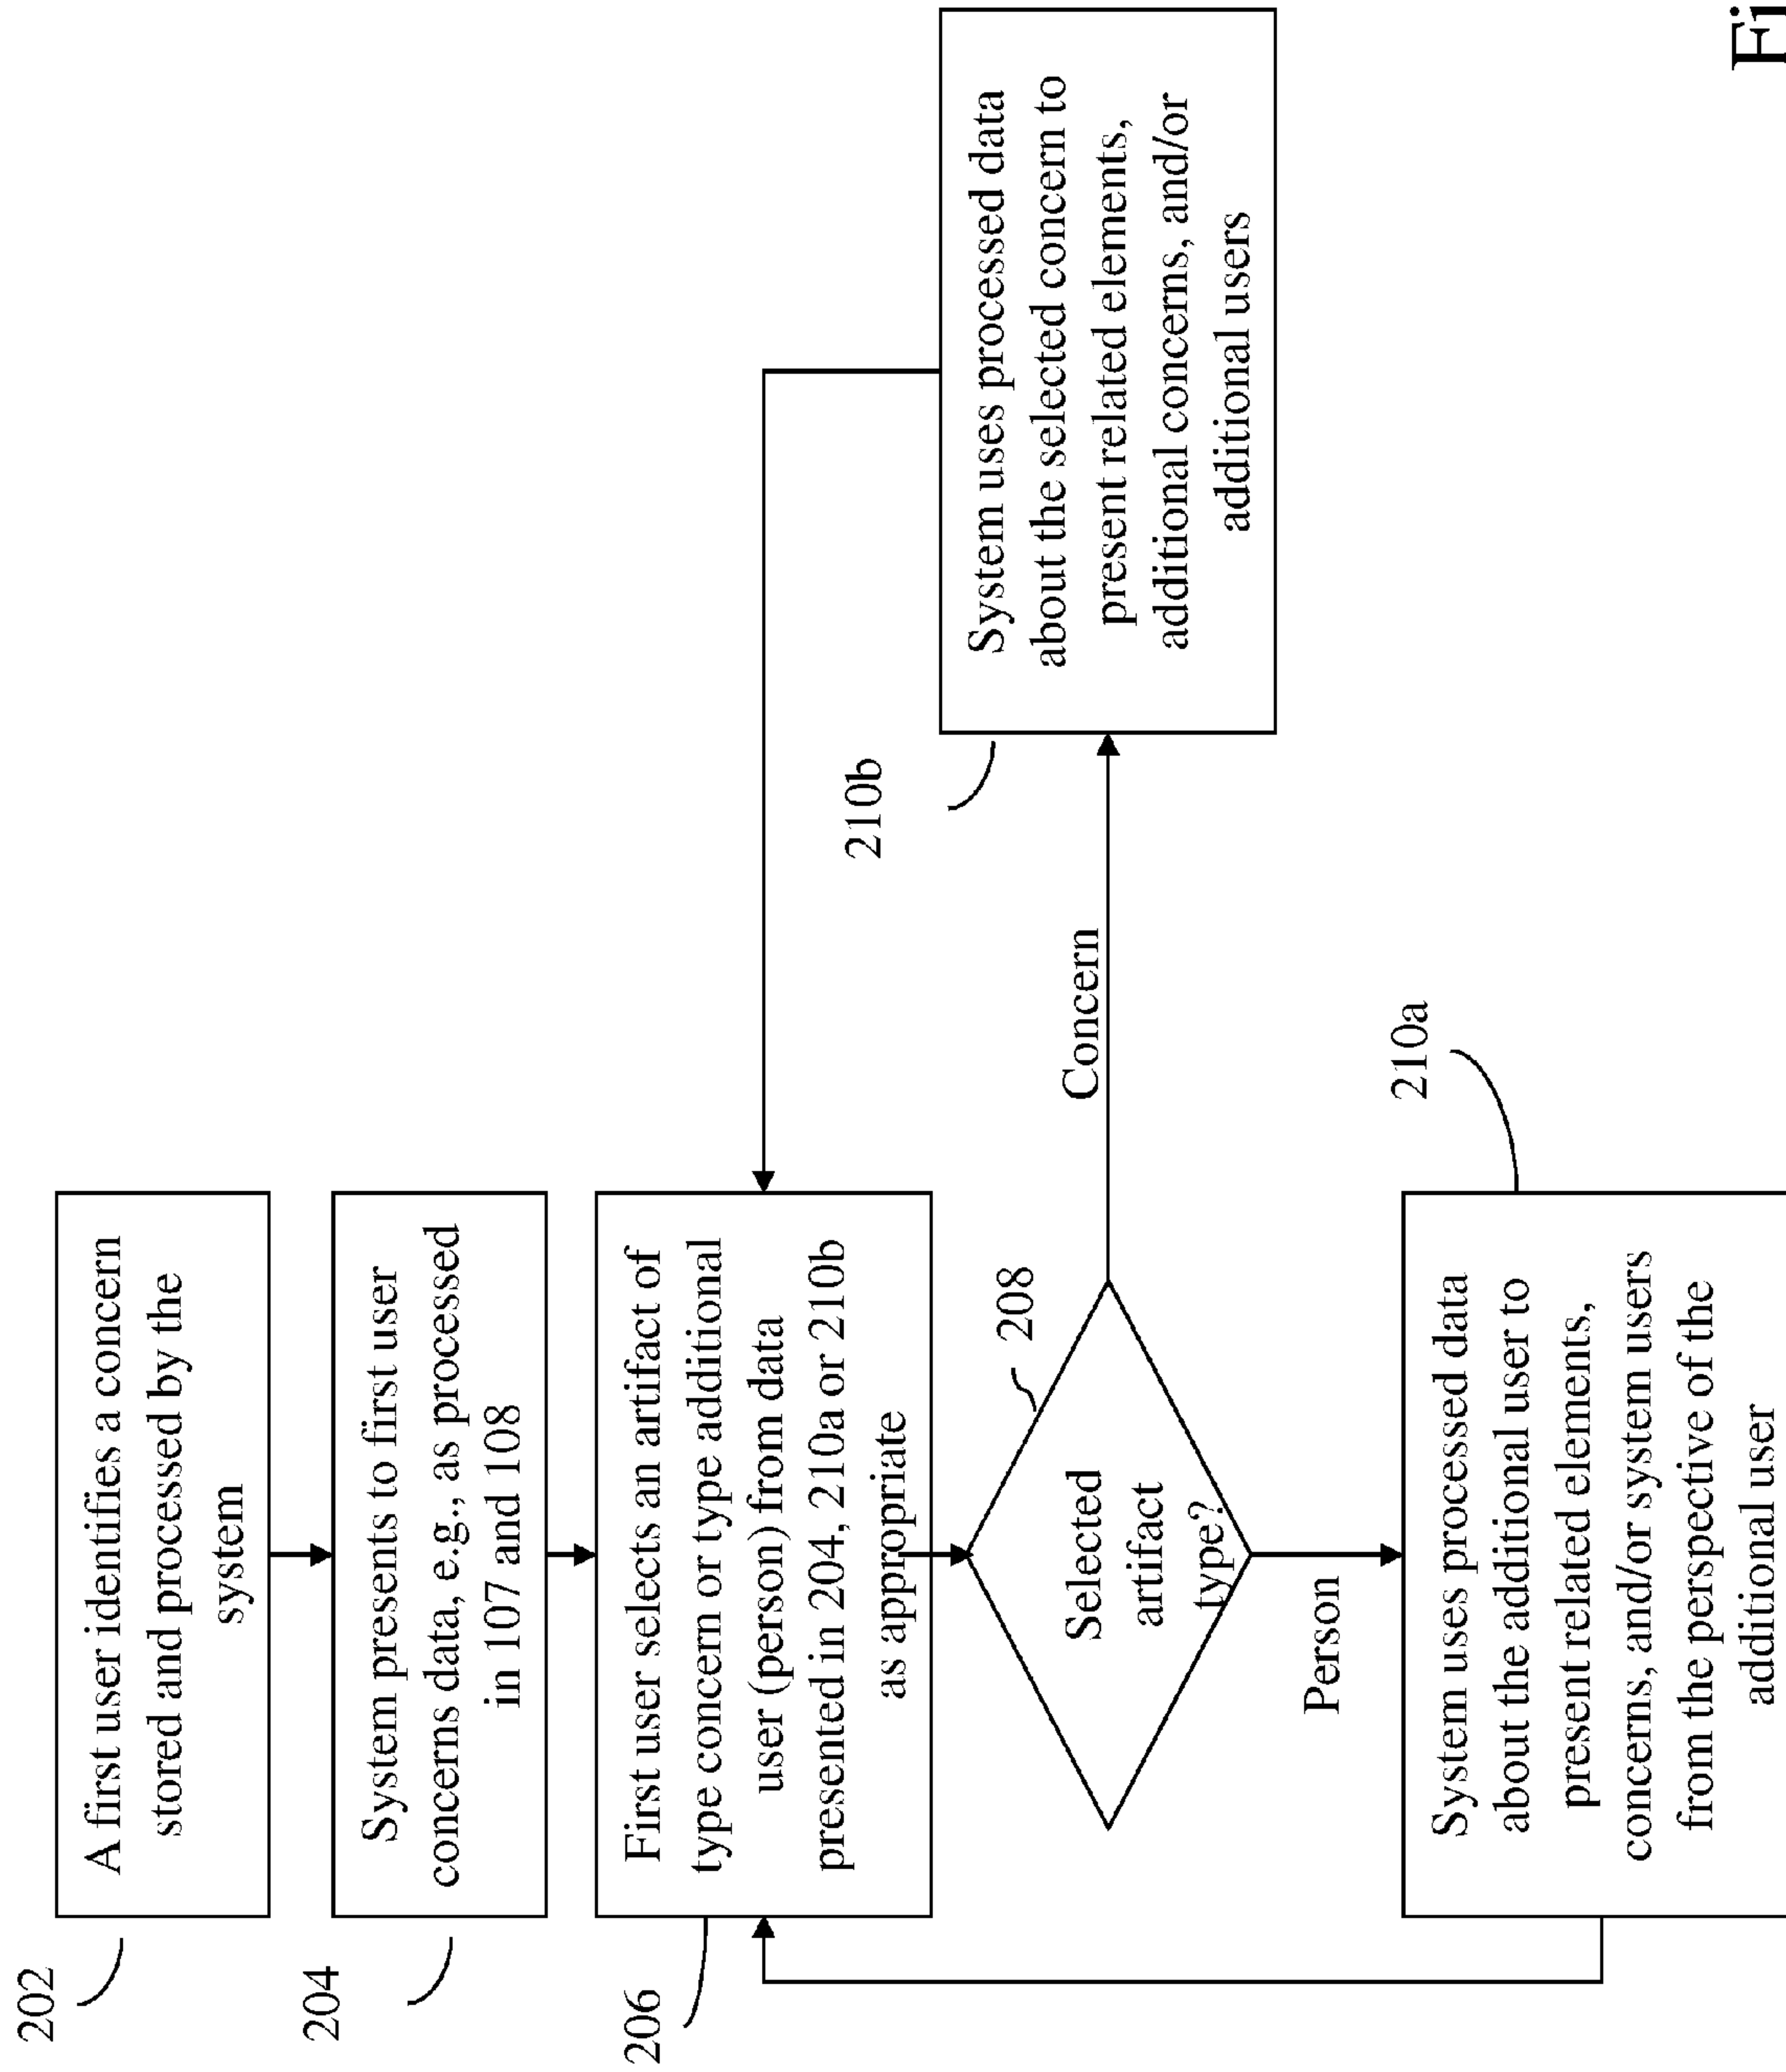 202
A first user identifies a concern
stored and processed by the
system
204
System presents to first user
concerns data, e.g., as processed
in 107 and 108
206
First user selects an artifact of
type concern or type additional
user (person) from data
presented in 204, 210a or 210b
as appropriate
208
Selected
artifact
type?
Concern
210b
System uses processed data
about the selected concern to
present related elements,
additional concerns, and/or
additional users
Person
210a
System uses processed data
about the additional user to
present related elements,
concerns, and/or system users
from the perspective of the
additional user